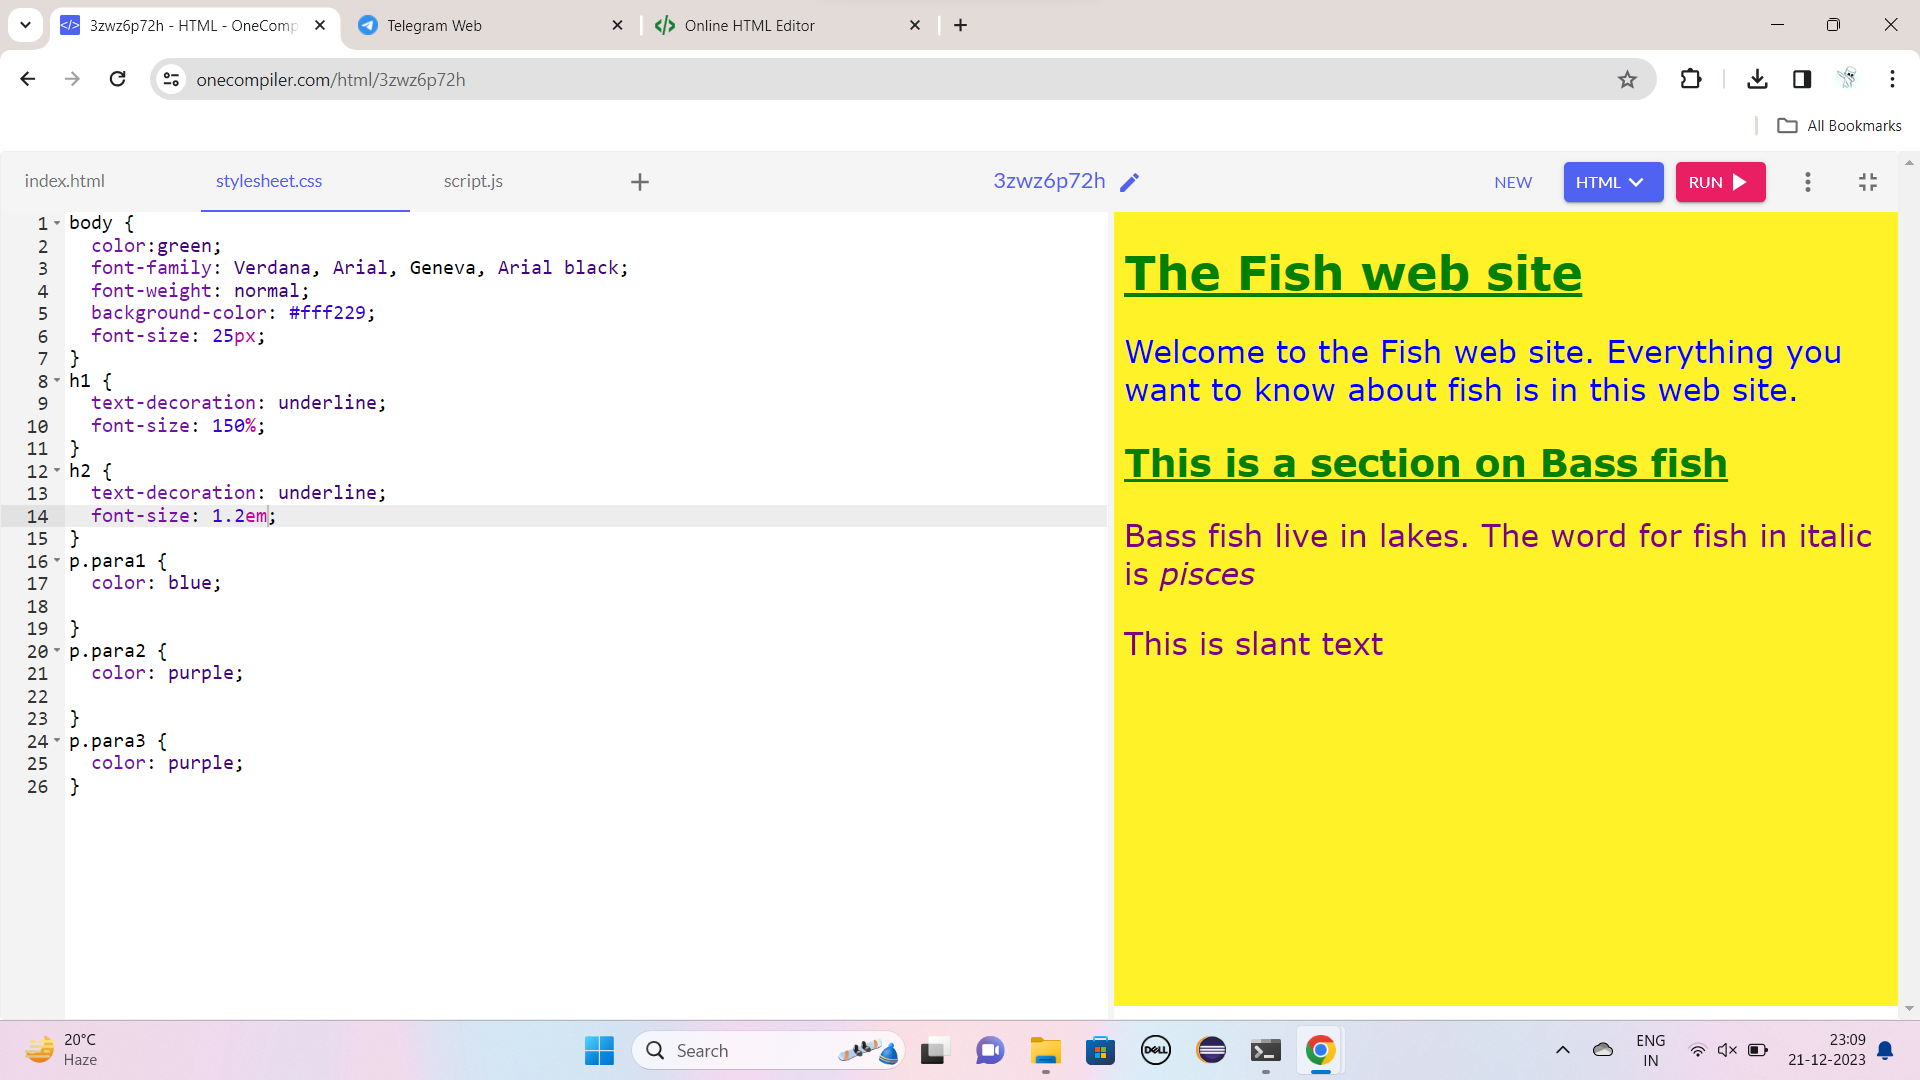 3zwz6p72h - HTML - OneComp
Telegram Web
Online HTML Editor
onecompiler.com/html/3zwz6p72h
All Bookmarks
index.html
stylesheet.css
script.js
3zwz6p72h
NEW
HTML
RUN
1 body {
2   color:green;
3   font-family: Verdana, Arial, Geneva, Arial black;
4   font-weight: normal;
5   background-color: #fff229;
6   font-size: 25px;
7 }
8 h1 {
9   text-decoration: underline;
10   font-size: 150%;
11 }
12 h2 {
13   text-decoration: underline;
14   font-size: 1.2em;
15 }
16 p.para1 {
17   color: blue;
18
19 }
20 p.para2 {
21   color: purple;
22
23 }
24 p.para3 {
25   color: purple;
26 }
The Fish web site
Welcome to the Fish web site. Everything you
want to know about fish is in this web site.
This is a section on Bass fish
Bass fish live in lakes. The word for fish in italic
is pisces
This is slant text
20°C
Haze
Search
DELL
ENG
IN
23:09
21-12-2023